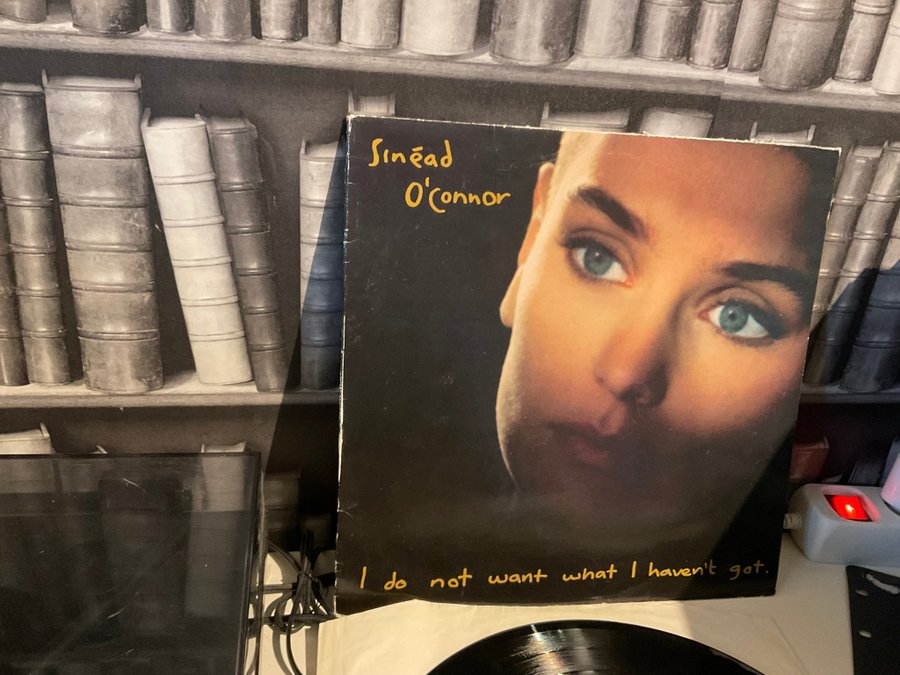 Sinéad
O'Connor
I do not want what I haven't got.